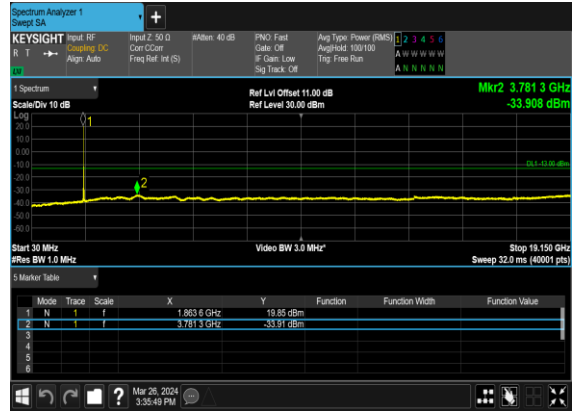 Spectrum Analyzer 1
Swept SA
+
KEYSIGHT Input: RF Input Z: 50 Ω #Atten: 40 dB PNO: Fast Avg Type: Power (RMS) 1 2 3 4 5 6
R T Coupling: DC Corr CCorr Gate: Off Avg|Hold: 100/100 A W W W W W
Align: Auto Freq Ref: Int (S) IF Gain: Low Trig: Free Run
Sig Track: Off A N N N N N
1 Spectrum Ref Lvl Offset 11.00 dB Mkr2 3.781 3 GHz
Scale/Div 10 dB Ref Level 30.00 dBm -33.908 dBm
Log
1
20.0
10.0
0.00
-10.0 DL1 -13.00 dBm
-20.0
-30.0 2
-40.0
-50.0
-60.0
Start 30 MHz Video BW 3.0 MHz* Stop 19.150 GHz
#Res BW 1.0 MHz Sweep 32.0 ms (40001 pts)
5 Marker Table
Mode Trace Scale X Y Function Function Width Function Value
1 N 1 f 1.863 6 GHz 19.85 dBm
2 N 1 f 3.781 3 GHz -33.91 dBm
3
4
5
6
? Mar 26, 2024
3:35:49 PM